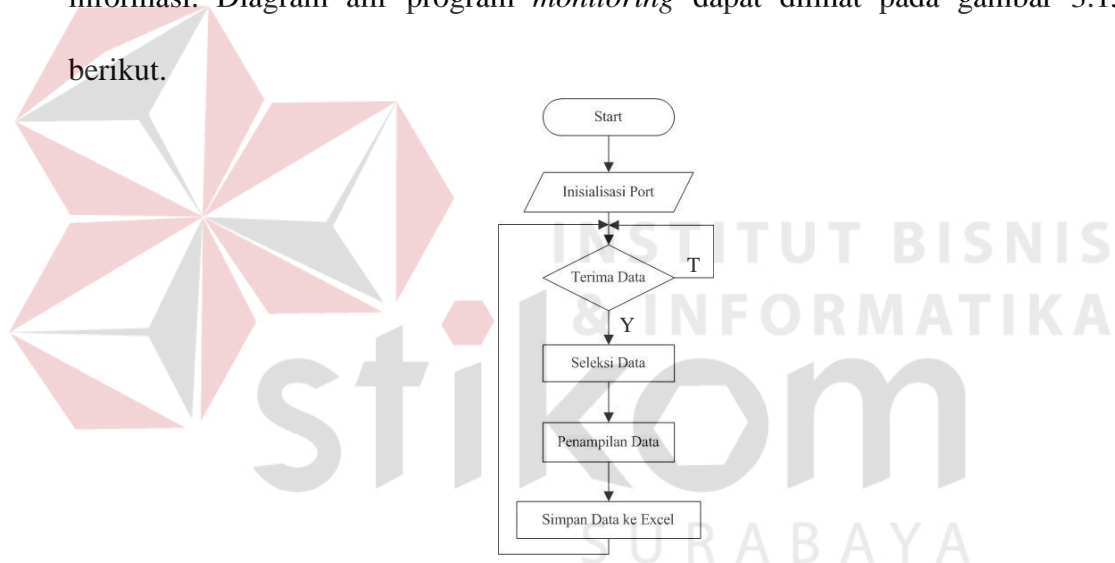 informasi. Diagram alir program monitoring dapat dilihat pada gambar 3.13
berikut.
Start
Inisialisasi Port
INSTITUT BISNIS
Terima Data
T
& INFORMATIKA
Y
stikom
Seleksi Data
Penampilan Data
Simpan Data ke Excel
SURABAYA